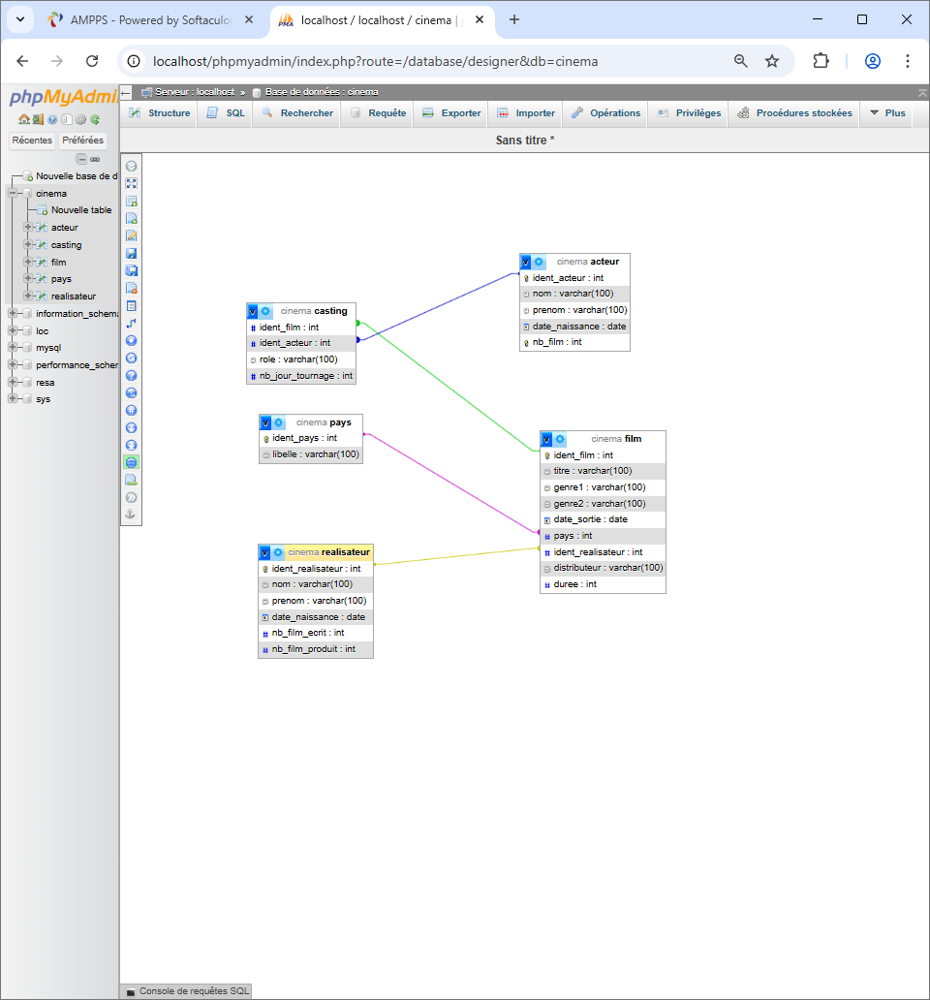 AMPPS - Powered by Softaculo
localhost / localhost / cinema |
localhost/phpmyadmin/index.php?route=/database/designer&db=cinema
phpMyAdmi
Récentes Préférées
Nouvelle base de d
cinema
Nouvelle table
acteur
casting
film
pays
realisateur
information_schema
loc
mysql
performance_schem
resa
sys
Serveur : localhost » Base de données : cinema
Structure SQL Rechercher Requête Exporter Importer Opérations Privilèges Procédures stockées Plus
Sans titre *
v cinema acteur
ident_acteur : int
nom : varchar(100)
prenom : varchar(100)
date_naissance : date
nb_film : int
v cinema casting
# ident_film : int
# ident_acteur : int
role : varchar(100)
# nb_jour_tournage : int
v cinema pays
ident_pays : int
libelle : varchar(100)
v cinema film
ident_film : int
titre : varchar(100)
genre1 : varchar(100)
genre2 : varchar(100)
date_sortie : date
# pays : int
# ident_realisateur : int
distributeur : varchar(100)
# duree : int
v cinema realisateur
ident_realisateur : int
nom : varchar(100)
prenom : varchar(100)
date_naissance : date
# nb_film_ecrit : int
# nb_film_produit : int
Console de requêtes SQL